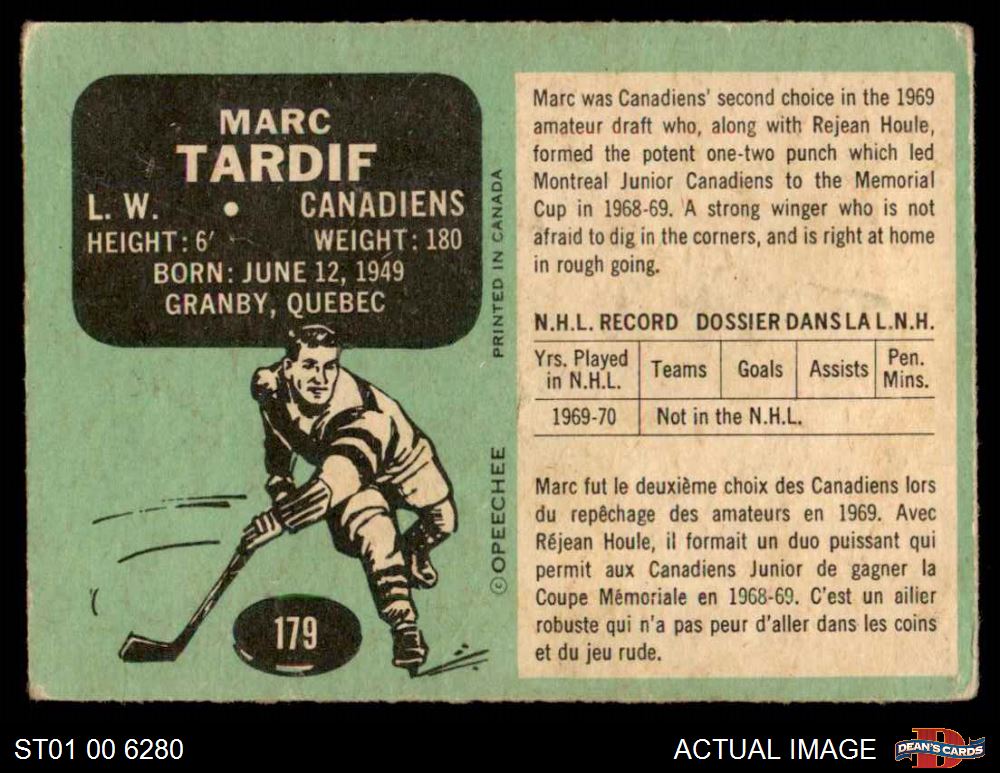 MARC
TARDIF
L. W. • CANADIENS
HEIGHT: 6' WEIGHT: 180
BORN: JUNE 12, 1949
GRANBY, QUEBEC
PRINTED IN CANADA
©OPEECHEE
179
Marc was Canadiens' second choice in the 1969
amateur draft who, along with Rejean Houle,
formed the potent one-two punch which led
Montreal Junior Canadiens to the Memorial
Cup in 1968-69. A strong winger who is not
afraid to dig in the corners, and is right at home
in rough going.
N.H.L. RECORD DOSSIER DANS LA L.N.H.
Yrs. Played in N.H.L. Teams Goals Assists Pen. Mins.
1969-70 Not in the N.H.L.
Marc fut le deuxième choix des Canadiens lors
du repêchage des amateurs en 1969. Avec
Réjean Houle, il formait un duo puissant qui
permit aux Canadiens Junior de gagner la
Coupe Mémoriale en 1968-69. C'est un ailier
robuste qui n'a pas peur d'aller dans les coins
et du jeu rude.
ST01 00 6280
ACTUAL IMAGE
D
DEAN'S CARDS